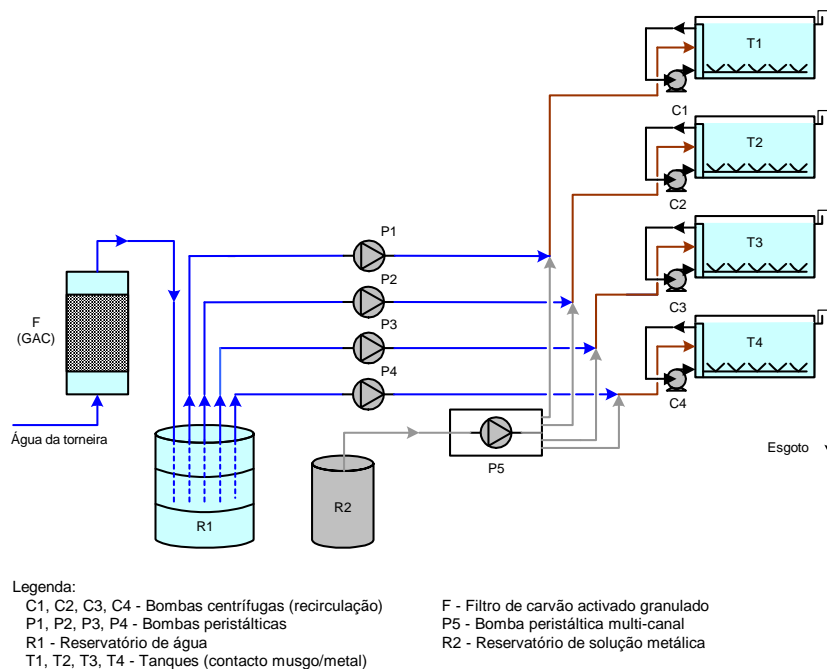 T1
C1
T2
C2
P1
T3
P2
F
(GAC)
C3
P3
T4
P4
C4
Água da torneira
Esgoto
P5
R2
R1
Legenda:
C1, C2, C3, C4 - Bombas centrífugas (recirculação)
P1, P2, P3, P4 - Bombas peristálticas
R1 - Reservatório de água
T1, T2, T3, T4 - Tanques (contacto musgo/metal)
F - Filtro de carvão activado granulado
P5 - Bomba peristáltica multi-canal
R2 - Reservatório de solução metálica